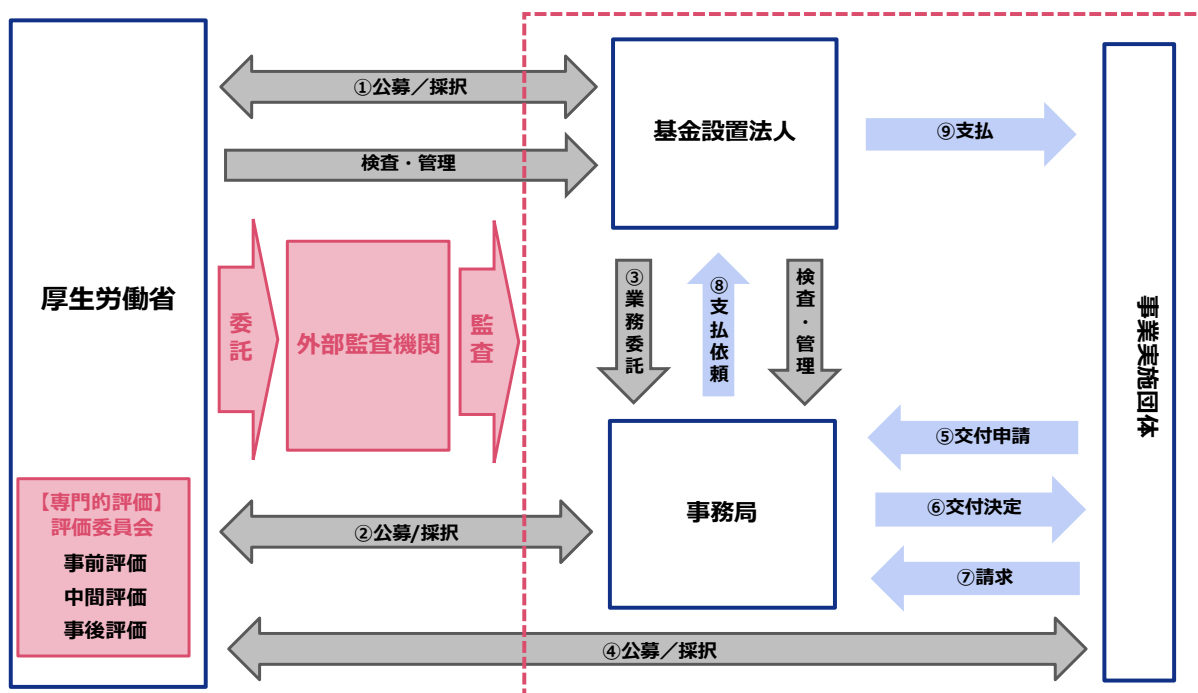 ①公募／採択
基金設置法人
⑨支払
検査・管理
厚生労働省
委託
外部監査機関
監査
③業務委託
⑧支払依頼
検査・管理
事業実施団体
⑤交付申請
⑥交付決定
⑦請求
事務局
②公募/採択
【専門的評価】
評価委員会
事前評価
中間評価
事後評価
④公募／採択